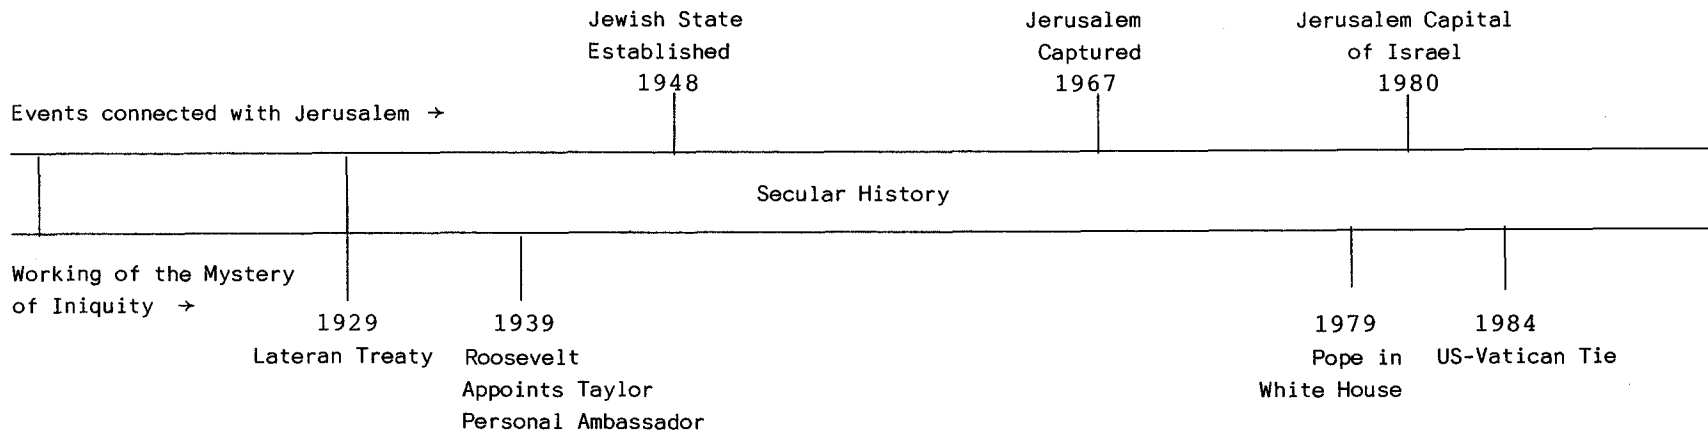 Jewish State
Established
1948
Jerusalem
Captured
1967
Jerusalem Capital
of Israel
1980
Events connected with Jerusalem →
Secular History
Working of the Mystery
of Iniquity →
1929
Lateran Treaty
1939
Roosevelt
Appoints Taylor
Personal Ambassador
1979
Pope in
White House
1984
US-Vatican Tie